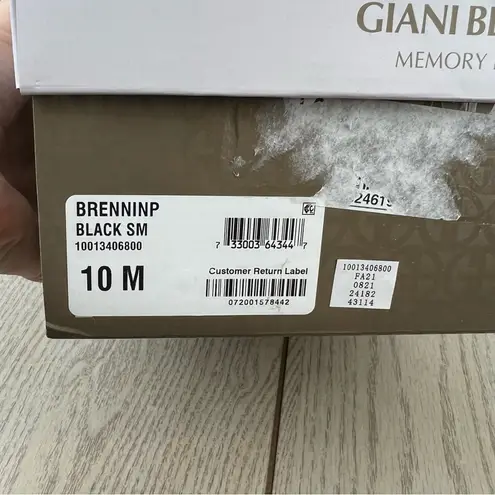 GIANI BE
MEMORY
24619
BRENNINP
BLACK SM
10013406800
10 M
7 33003 64344 7
Customer Return Label
072001578442
10013406800
FA21
0821
24182
43114